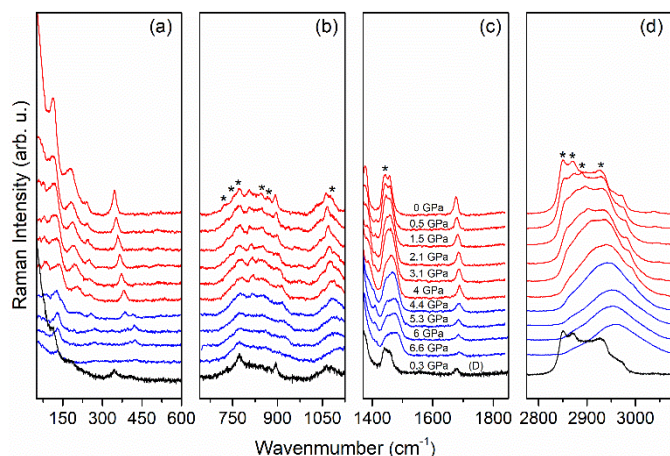 (a)
(b)
(c)
(d)
Raman Intensity (arb. u.)
* * * * * *
*
* * * *
0 GPa
0.5 GPa
1.5 GPa
2.1 GPa
3.1 GPa
4 GPa
4.4 GPa
5.3 GPa
6 GPa
6.6 GPa
0.3 GPa (D)
150 300 450 600
750 900 1050
1400 1600 1800
2800 2900 3000
Wavenmumber (cm⁻¹)